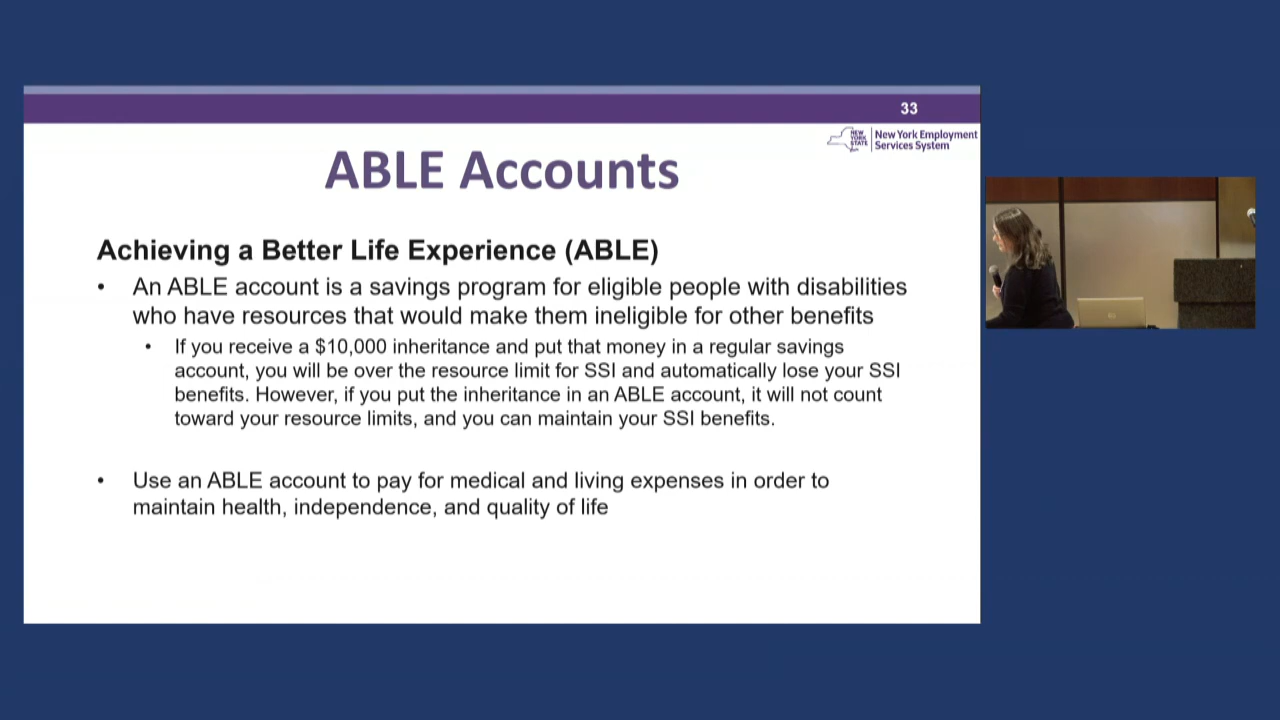 33
NEW
YORK
STATE
New York Employment
Services System
ABLE Accounts
Achieving a Better Life Experience (ABLE)
• An ABLE account is a savings program for eligible people with disabilities
who have resources that would make them ineligible for other benefits
• If you receive a $10,000 inheritance and put that money in a regular savings
account, you will be over the resource limit for SSI and automatically lose your SSI
benefits. However, if you put the inheritance in an ABLE account, it will not count
toward your resource limits, and you can maintain your SSI benefits.
• Use an ABLE account to pay for medical and living expenses in order to
maintain health, independence, and quality of life